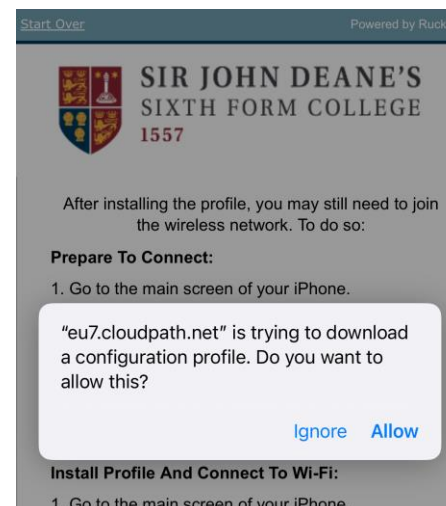 Start Over
Powered by Ruck
SIR JOHN DEANE'S
SIXTH FORM COLLEGE
1557
After installing the profile, you may still need to join
the wireless network. To do so:
Prepare To Connect:
1. Go to the main screen of your iPhone.
“eu7.cloudpath.net” is trying to download
a configuration profile. Do you want to
allow this?
Ignore
Allow
Install Profile And Connect To Wi-Fi:
1. Go to the main screen of your iPhone.